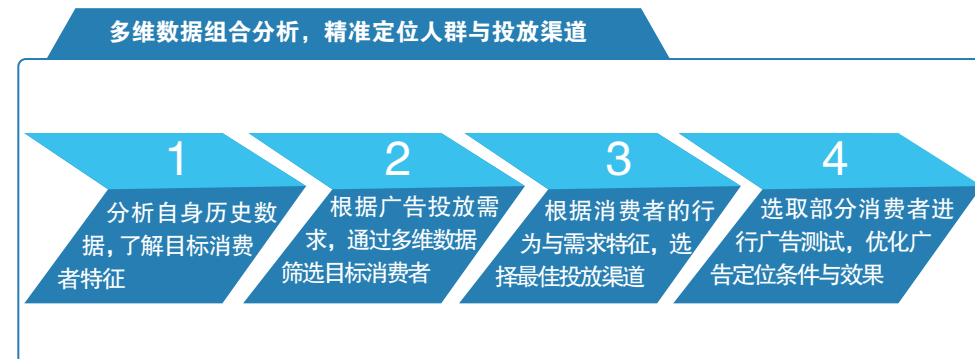 多维数据组合分析，精准定位人群与投放渠道
1
分析自身历史数
据，了解目标消费
者特征
2
根据广告投放需
求，通过多维数据
筛选目标消费者
3
根据消费者的行
为与需求特征，选
择最佳投放渠道
4
选取部分消费者进
行广告测试，优化广
告定位条件与效果